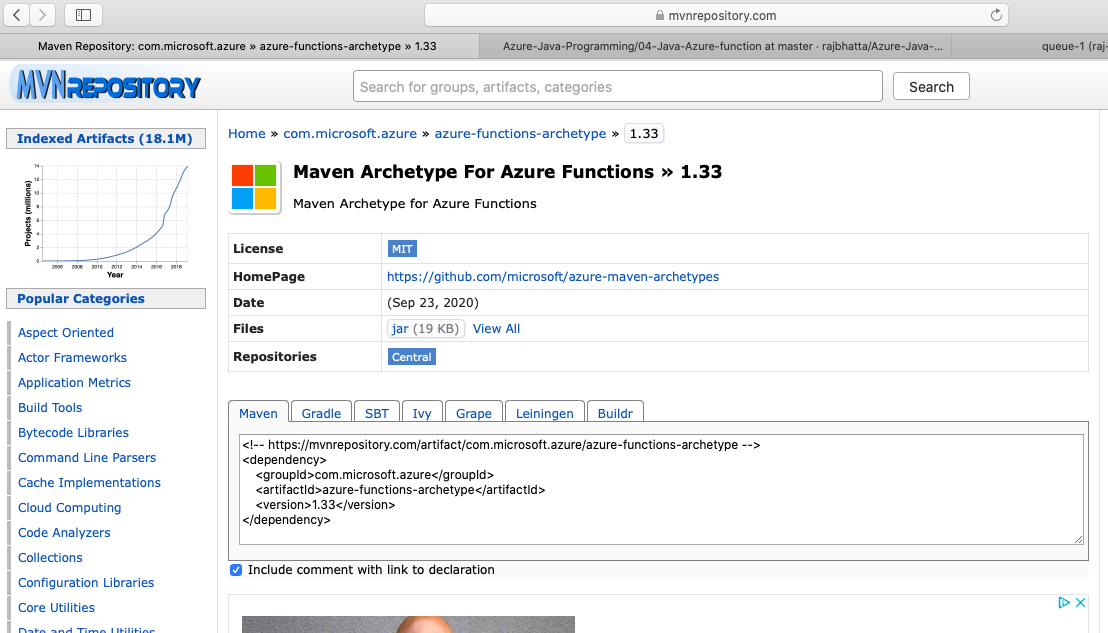 mvnrepository.com
Maven Repository: com.microsoft.azure » azure-functions-archetype » 1.33
Azure-Java-Programming/04-Java-Azure-function at master · rajbhatta/Azure-Java-...
queue-1 (raj-
MVNREPOSITORY
Search for groups, artifacts, categories
Search
Indexed Artifacts (18.1M)
Projects (millions)
14
12
10
8
6
4
2
0
2006 2008 2010 2012 2014 2016 2018
Year
Popular Categories
Aspect Oriented
Actor Frameworks
Application Metrics
Build Tools
Bytecode Libraries
Command Line Parsers
Cache Implementations
Cloud Computing
Code Analyzers
Collections
Configuration Libraries
Core Utilities
Date and Time Utilities
Home » com.microsoft.azure » azure-functions-archetype » 1.33
Maven Archetype For Azure Functions » 1.33
Maven Archetype for Azure Functions
License MIT
HomePage https://github.com/microsoft/azure-maven-archetypes
Date (Sep 23, 2020)
Files jar (19 KB) View All
Repositories Central
Maven Gradle SBT Ivy Grape Leiningen Buildr
<!-- https://mvnrepository.com/artifact/com.microsoft.azure/azure-functions-archetype -->
<dependency>
    <groupId>com.microsoft.azure</groupId>
    <artifactId>azure-functions-archetype</artifactId>
    <version>1.33</version>
</dependency>
Include comment with link to declaration